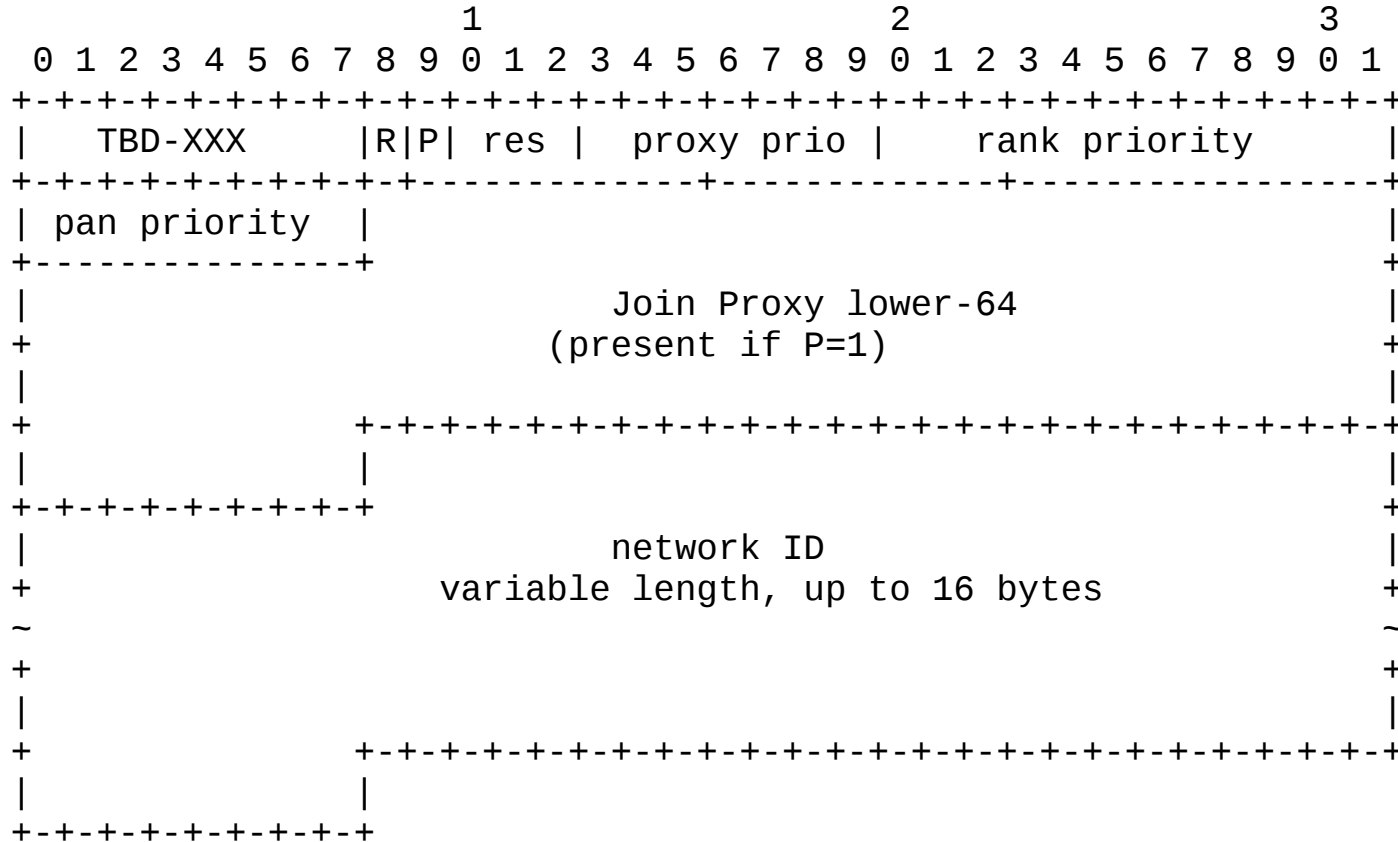 1                   2                   3
 0 1 2 3 4 5 6 7 8 9 0 1 2 3 4 5 6 7 8 9 0 1 2 3 4 5 6 7 8 9 0 1
+-+-+-+-+-+-+-+-+-+-+-+-+-+-+-+-+-+-+-+-+-+-+-+-+-+-+-+-+-+-+-+-+
|   TBD-XXX     |R|P| res |  proxy prio |    rank priority      |
+-+-+-+-+-+-+-+-+-+-------------+-------------+-----------------+
| pan priority  |                                               |
+---------------+                                               +
|                           Join Proxy lower-64                 |
+                        (present if P=1)                       +
|                                                               |
+               +-+-+-+-+-+-+-+-+-+-+-+-+-+-+-+-+-+-+-+-+-+-+-+-+
|               |                                               |
+-+-+-+-+-+-+-+-+                                               +
|                           network ID                          |
+                   variable length, up to 16 bytes             +
~                                                               ~
+                                                               +
|                                                               |
+               +-+-+-+-+-+-+-+-+-+-+-+-+-+-+-+-+-+-+-+-+-+-+-+-+
|               |
+-+-+-+-+-+-+-+-+